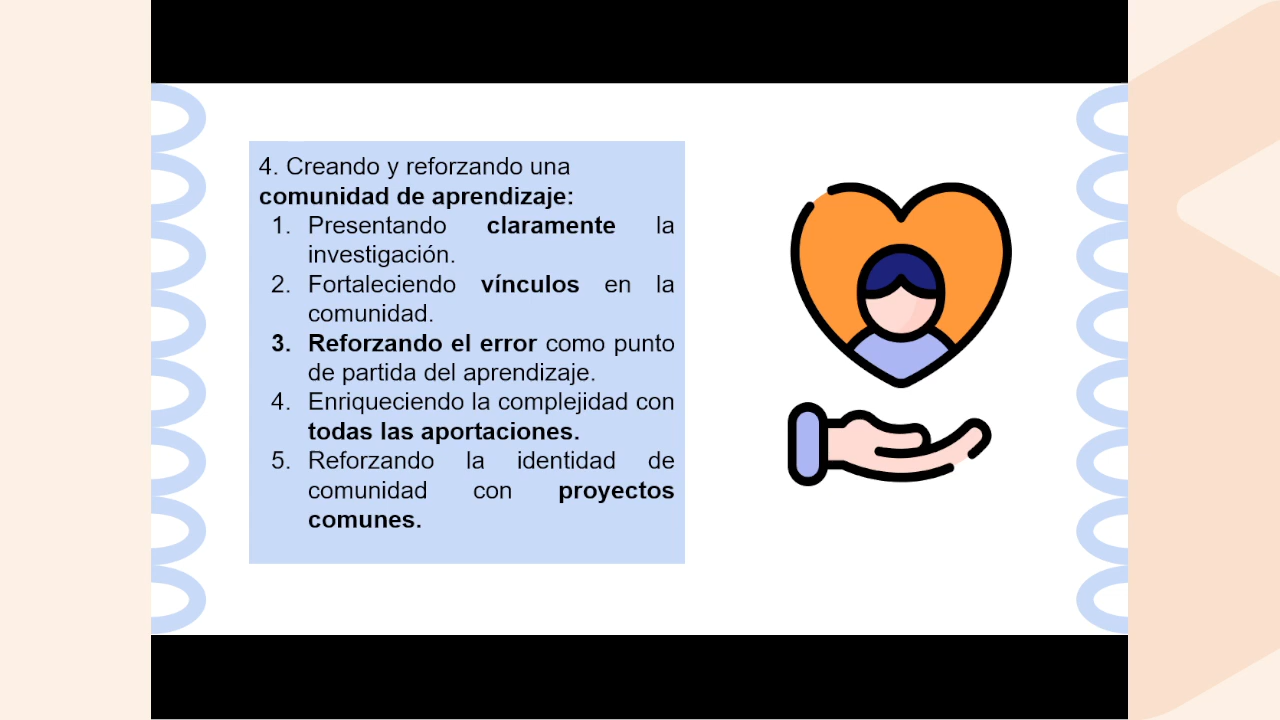 4. Creando y reforzando una
comunidad de aprendizaje:
1. Presentando claramente la
investigación.
2. Fortaleciendo vínculos en la
comunidad.
3. Reforzando el error como punto
de partida del aprendizaje.
4. Enriqueciendo la complejidad con
todas las aportaciones.
5. Reforzando la identidad de
comunidad con proyectos
comunes.